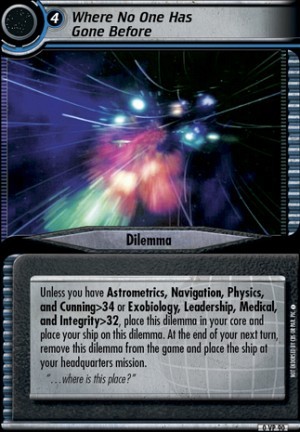 4 Where No One Has
Gone Before
Dilemma
Unless you have Astrometrics, Navigation, Physics,
and Cunning>34 or Exobiology, Leadership, Medical,
and Integrity>32, place this dilemma in your core and
place your ship on this dilemma. At the end of your next turn,
remove this dilemma from the game and place the ship at
your headquarters mission.
“...where is this place?”
0 VP 90